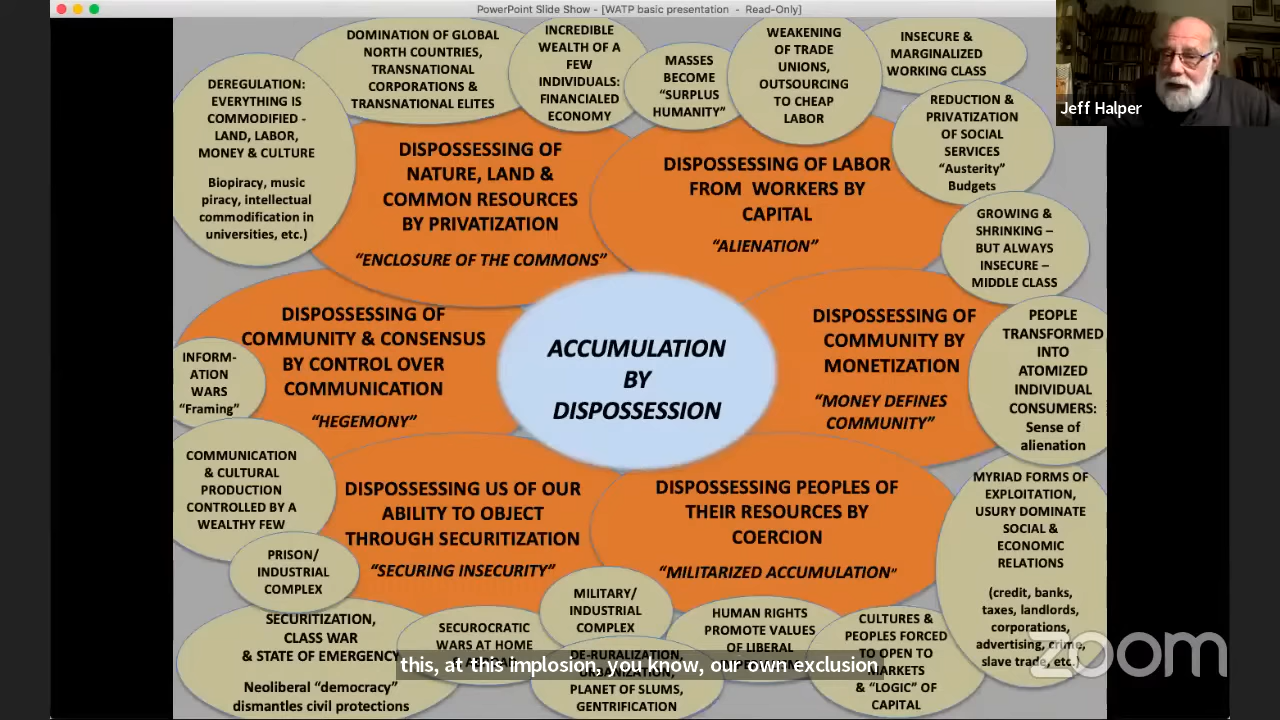 PowerPoint Slide Show - [WATP basic presentation - Read-Only]
Jeff Halper
DEREGULATION:
EVERYTHING IS
COMMODIFIED -
LAND, LABOR,
MONEY & CULTURE
Biopiracy, music
piracy, intellectual
commodification in
universities, etc.)
DOMINATION OF GLOBAL
NORTH COUNTRIES,
TRANSNATIONAL
CORPORATIONS &
TRANSNATIONAL ELITES
INCREDIBLE
WEALTH OF A
FEW
INDIVIDUALS:
FINANCIALED
ECONOMY
MASSES
BECOME
“SURPLUS
HUMANITY”
WEAKENING
OF TRADE
UNIONS,
OUTSOURCING
TO CHEAP
LABOR
INSECURE &
MARGINALIZED
WORKING CLASS
REDUCTION &
PRIVATIZATION
OF SOCIAL
SERVICES
“Austerity”
Budgets
DISPOSSESSING OF
NATURE, LAND &
COMMON RESOURCES
BY PRIVATIZATION
“ENCLOSURE OF THE COMMONS”
DISPOSSESSING OF LABOR
FROM WORKERS BY
CAPITAL
“ALIENATION”
GROWING &
SHRINKING –
BUT ALWAYS
INSECURE –
MIDDLE CLASS
DISPOSSESSING OF
COMMUNITY & CONSENSUS
BY CONTROL OVER
COMMUNICATION
“HEGEMONY”
ACCUMULATION
BY
DISPOSSESSION
DISPOSSESSING OF
COMMUNITY BY
MONETIZATION
“MONEY DEFINES
COMMUNITY”
PEOPLE
TRANSFORMED
INTO
ATOMIZED
INDIVIDUAL
CONSUMERS:
Sense of
alienation
INFORM-
ATION
WARS
“Framing”
COMMUNICATION
& CULTURAL
PRODUCTION
CONTROLLED BY A
WEALTHY FEW
DISPOSSESSING US OF OUR
ABILITY TO OBJECT
THROUGH SECURITIZATION
“SECURING INSECURITY”
DISPOSSESSING PEOPLES OF
THEIR RESOURCES BY
COERCION
“MILITARIZED ACCUMULATION”
MYRIAD FORMS OF
EXPLOITATION,
USURY DOMINATE
SOCIAL &
ECONOMIC
RELATIONS
(credit, banks,
taxes, landlords,
corporations,
advertising, crime,
slave trade, etc.)
PRISON/
INDUSTRIAL
COMPLEX
SECURITIZATION,
CLASS WAR
& STATE OF EMERGENCY
Neoliberal “democracy”
dismantles civil protections
SECUROCRATIC
WARS AT HOME
MILITARY/
INDUSTRIAL
COMPLEX
DE-RURALIZATION,
PLANET OF SLUMS,
GENTRIFICATION
HUMAN RIGHTS
PROMOTE VALUES
OF LIBERAL
CULTURES &
PEOPLES FORCED
TO OPEN TO
MARKETS
& “LOGIC” OF
CAPITAL
this, at this implosion, you know, our own exclusion
zoom